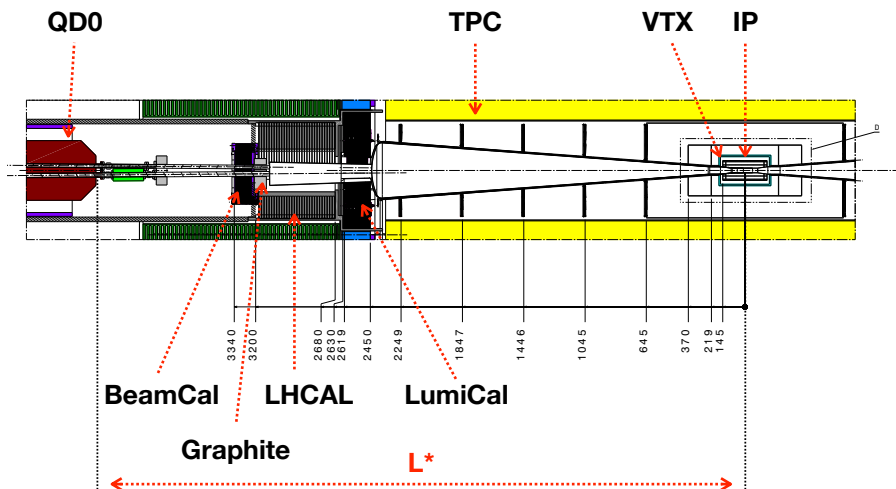 QD0 TPC VTX IP
D
3340 3200 2680 2630 2619 2450 2249 1847 1446 1045 645 370 219 145
BeamCal LHCAL LumiCal
Graphite
L*